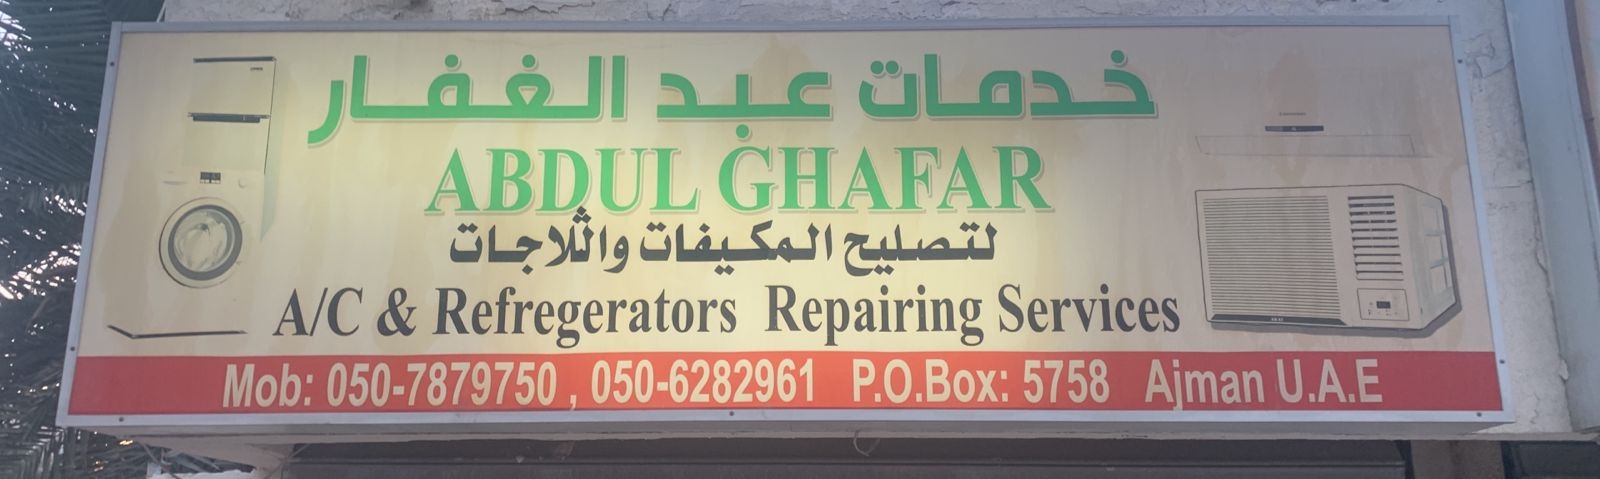 خدمات عبد الغفار
ABDUL GHAFAR
لتصليح المكيفات والثلاجات
A/C & Refregerators Repairing Services
Mob: 050-7879750 , 050-6282961 P.O.Box: 5758 Ajman U.A.E